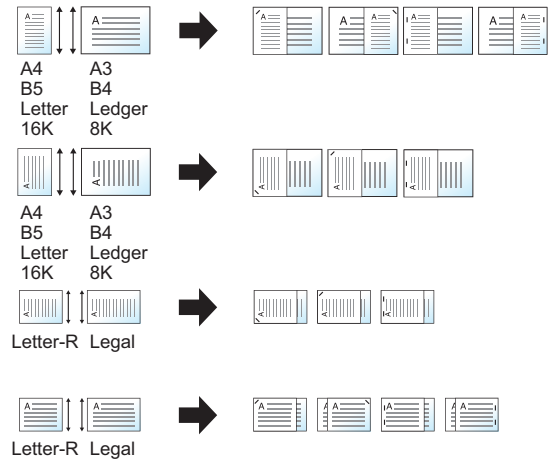 A A A A A A
A4 A3
B5 B4
Letter Ledger
16K 8K
A A A A A
A4 A3
B5 B4
Letter Ledger
16K 8K
A A A A A
Letter-R Legal
A A A A A A A A
Letter-R Legal